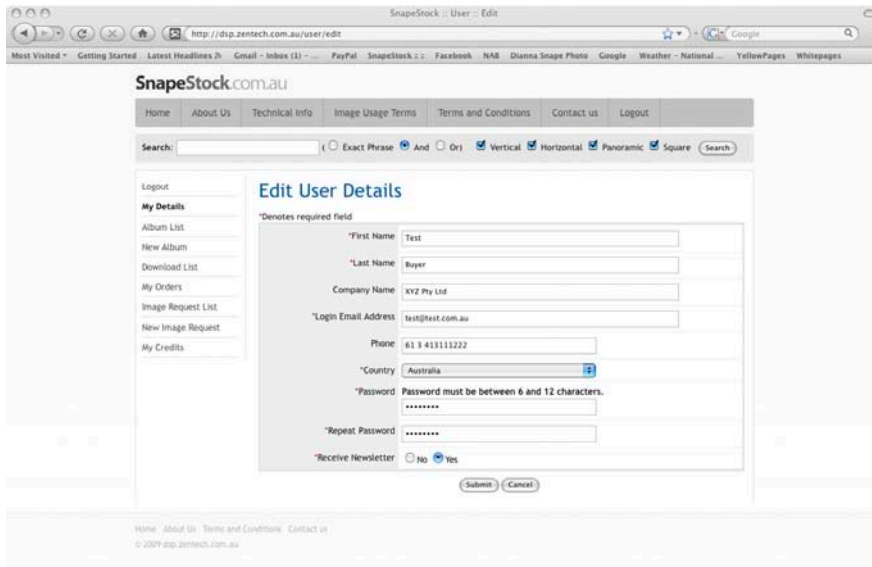 SnapeStock :: User :: Edit
http://dsp.zentech.com.au/user/edit
Google
Most Visited Getting Started Latest Headlines Gmail - Inbox (1) - ... PayPal SnapeStock :: Facebook NAB Dianna Snape Photo Google Weather - National ... YellowPages Whitepages
SnapeStock.com.au
Home About Us Technical Info Image Usage Terms Terms and Conditions Contact us Logout
Search: ( Exact Phrase And Or) Vertical Horizontal Panoramic Square Search
Logout
My Details
Album List
New Album
Download List
My Orders
Image Request List
New Image Request
My Credits
Edit User Details
*Denotes required field
*First Name Test
*Last Name Buyer
Company Name XYZ Pty Ltd
*Login Email Address test@test.com.au
Phone 61 3 413111222
*Country Australia
*Password Password must be between 6 and 12 characters.
••••••••
*Repeat Password ••••••••
*Receive Newsletter No Yes
Submit Cancel
Home About Us Terms and Conditions Contact us
© 2009 dsp.zentech.com.au